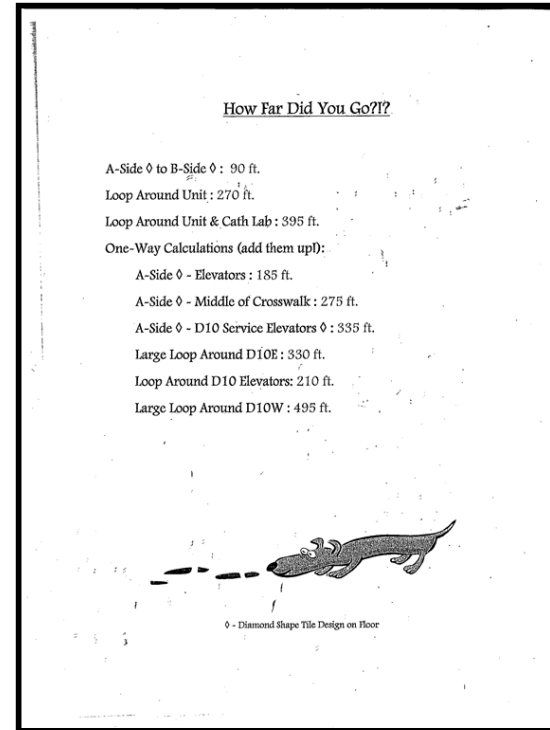 How Far Did You Go?!?
A-Side ◊ to B-Side ◊ : 90 ft.
Loop Around Unit : 270 ft.
Loop Around Unit & Cath Lab : 395 ft.
One-Way Calculations (add them up!):
A-Side ◊ - Elevators : 185 ft.
A-Side ◊ - Middle of Crosswalk : 275 ft.
A-Side ◊ - D10 Service Elevators ◊ : 335 ft.
Large Loop Around D10E : 330 ft.
Loop Around D10 Elevators: 210 ft.
Large Loop Around D10W : 495 ft.
◊ - Diamond Shape Tile Design on Floor